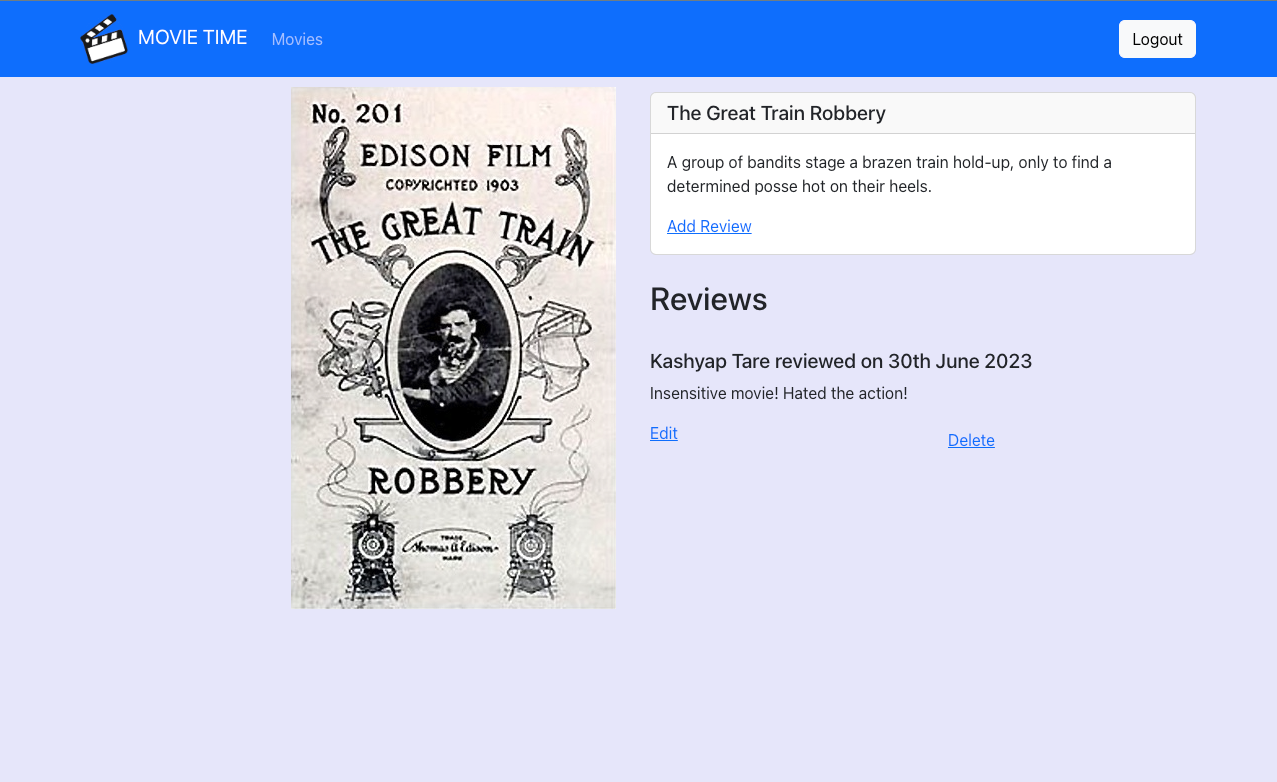 MOVIE TIME
Movies
Logout
No. 201
EDISON FILM
COPYRIGHTED 1903
THE GREAT TRAIN
ROBBERY
TRADE
Thomas A Edison
MARK
The Great Train Robbery
A group of bandits stage a brazen train hold-up, only to find a
determined posse hot on their heels.
Add Review
Reviews
Kashyap Tare reviewed on 30th June 2023
Insensitive movie! Hated the action!
Edit
Delete